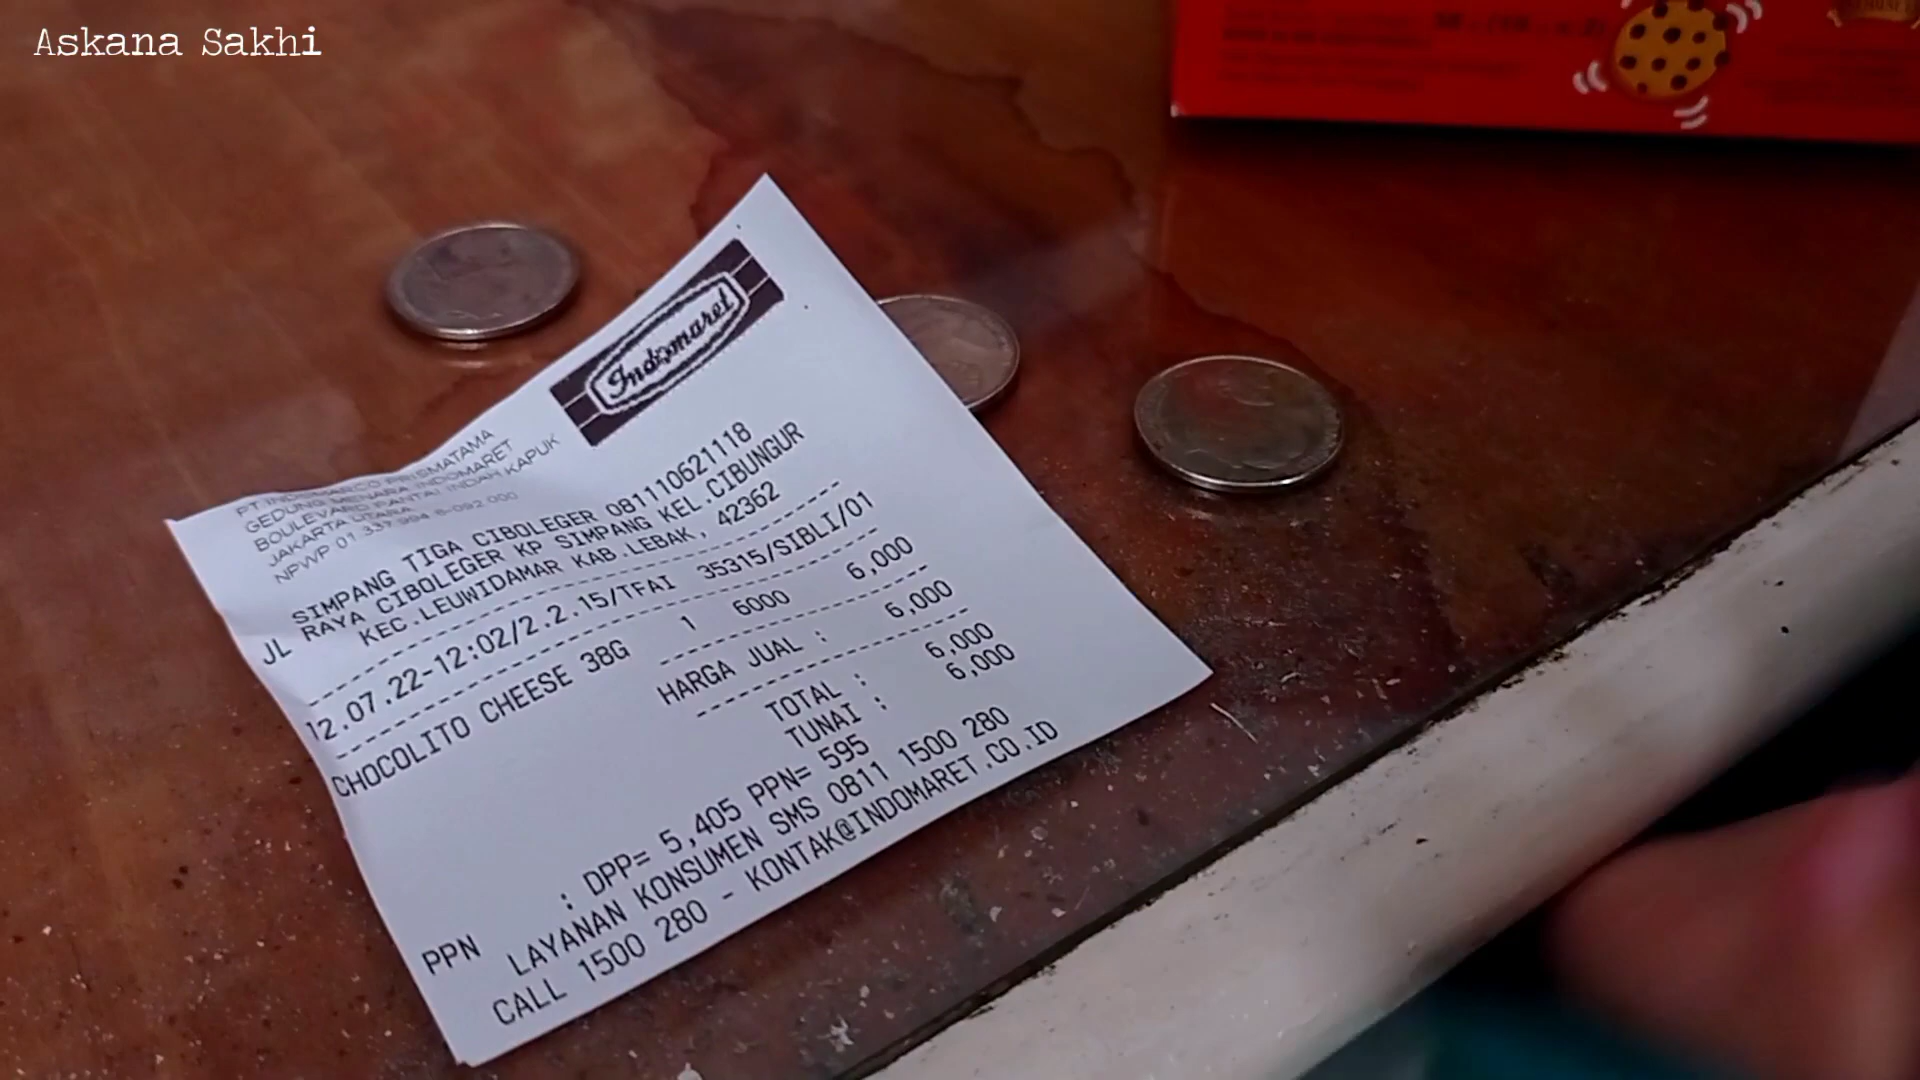 Askana Sakhi
Indomaret
PT.INDOMARCO PRISMATAMA
GEDUNG MENARA INDOMARET
BOULEVARD PANTAI INDAH KAPUK
JAKARTA UTARA
NPWP 01 337 994 6-092 000
SIMPANG TIGA CIBOLEGER 081110621118
JL RAYA CIBOLEGER KP SIMPANG KEL.CIBUNGUR
KEC.LEUWIDAMAR KAB.LEBAK, 42362
12.07.22-12:02/2.2.15/TFAI 35315/SIBLI/01
CHOCOLITO CHEESE 38G 1 6000 6,000
HARGA JUAL : 6,000
TOTAL : 6,000
TUNAI : 6,000
PPN : DPP= 5,405 PPN= 595
LAYANAN KONSUMEN SMS 0811 1500 280
CALL 1500 280 - KONTAK@INDOMARET.CO.ID